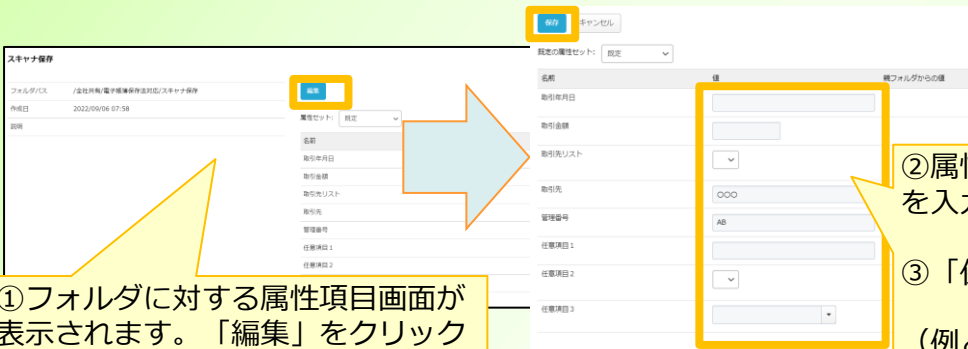 スキャナ保存
フォルダパス /全社共有/電子帳簿保存法対応/スキャナ保存
作成日 2022/09/06 07:58
説明
編集
属性セット: 既定
名前
取引年月日
取引金額
取引先リスト
取引先
管理番号
任意項目1
任意項目2
①フォルダに対する属性項目画面が
表示されます。「編集」をクリック
保存 キャンセル
既定の属性セット: 既定
名前 値 親フォルダからの値
取引年月日
取引金額
取引先リスト
取引先 〇〇〇
管理番号 AB
任意項目1
任意項目2
任意項目3
②属
を入
③「
（例